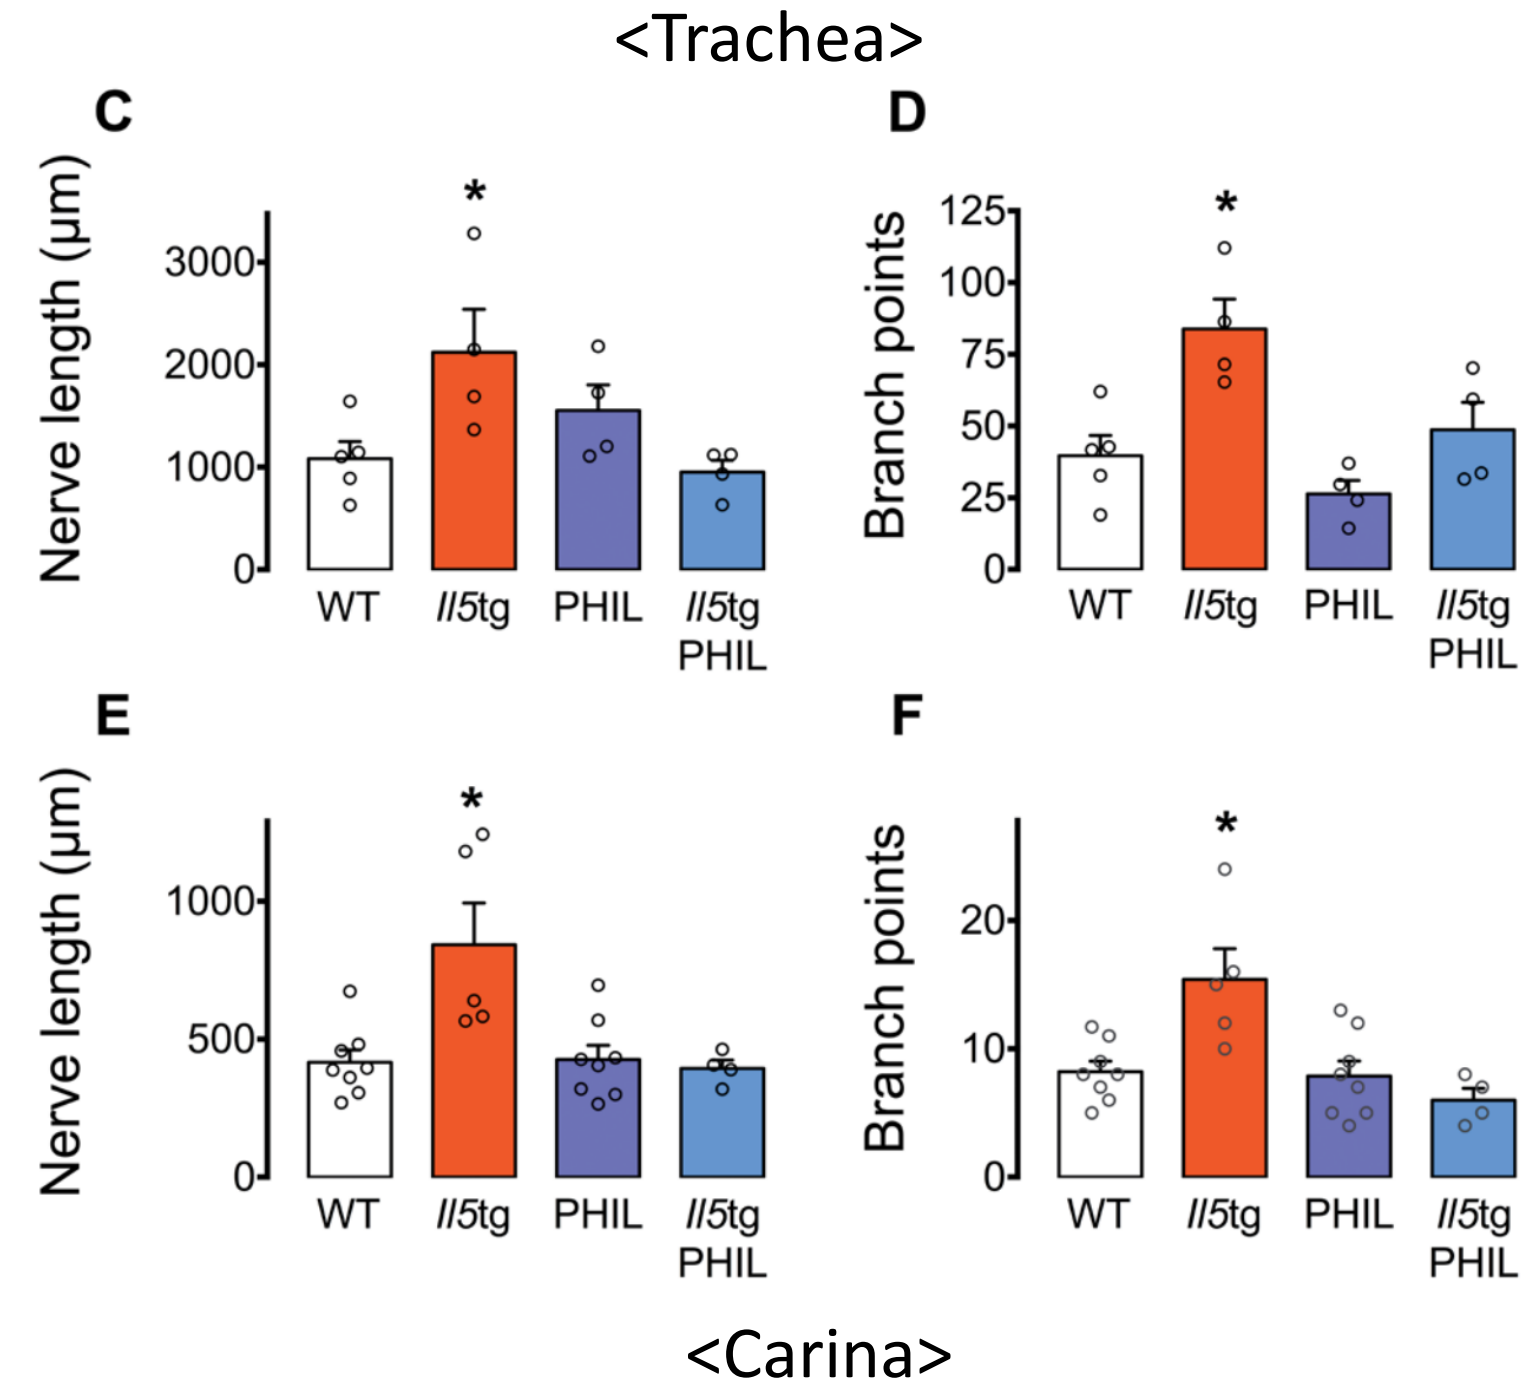 <Trachea>
C
Nerve length (μm)
3000
2000
1000
0
*
WT
Il5tg
PHIL
Il5tg
PHIL
D
Branch points
125
100
75
50
25
0
*
WT
Il5tg
PHIL
Il5tg
PHIL
E
Nerve length (μm)
1000
500
0
*
WT
Il5tg
PHIL
Il5tg
PHIL
F
Branch points
20
10
0
*
WT
Il5tg
PHIL
Il5tg
PHIL
<Carina>